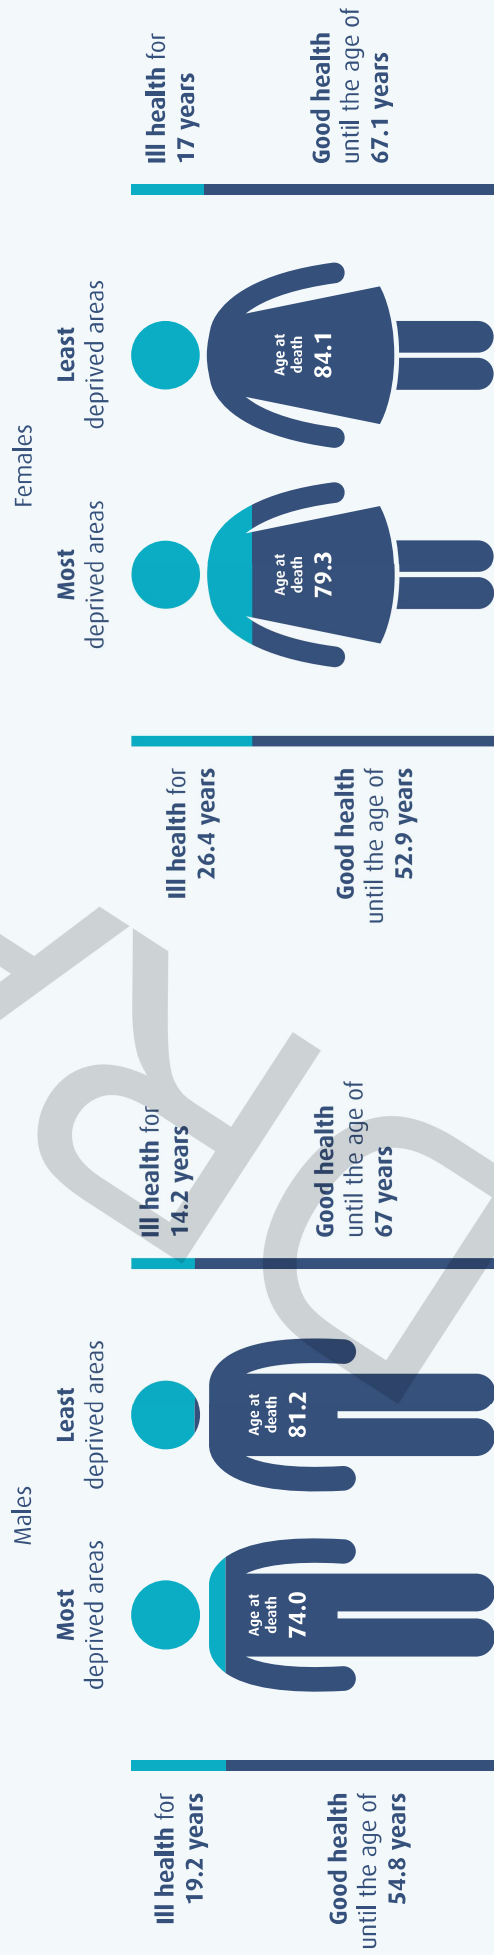 Males
Most
deprived areas
Least
deprived areas
Ill health for
19.2 years
Good health
until the age of
54.8 years
Age at
death
74.0
Age at
death
81.2
Ill health for
14.2 years
Good health
until the age of
67 years
Females
Most
deprived areas
Least
deprived areas
Ill health for
26.4 years
Good health
until the age of
52.9 years
Age at
death
79.3
Age at
death
84.1
Ill health for
17 years
Good health
until the age of
67.1 years